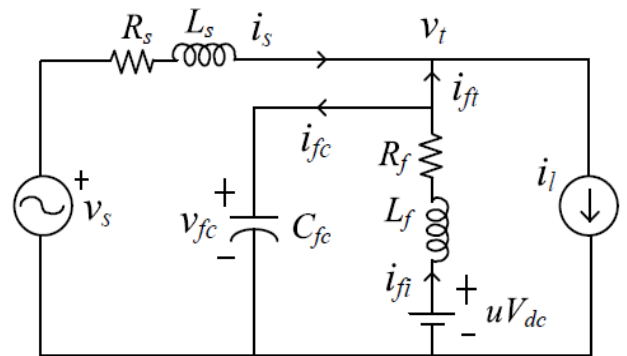 R_s
L_s
i_s
v_t
i_ft
i_fc
R_f
i_l
+
v_s
+
v_fc
−
C_fc
L_f
i_fi
+
uV_dc
−